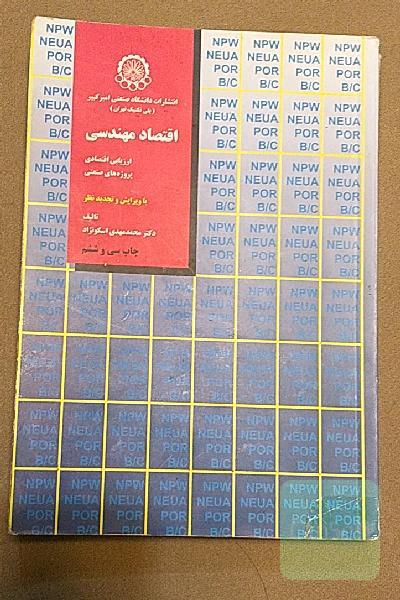 انتشارات دانشگاه صنعتی امیرکبیر
(پلی تکنیک تهران)
اقتصاد مهندسی
ارزیابی اقتصادی
پروژه‌های صنعتی
با ویرایش و تجدید نظر
تألیف
دکتر محمدمهدی اسکونژاد
چاپ سی و ششم
NPW
NEUA
POR
B/C